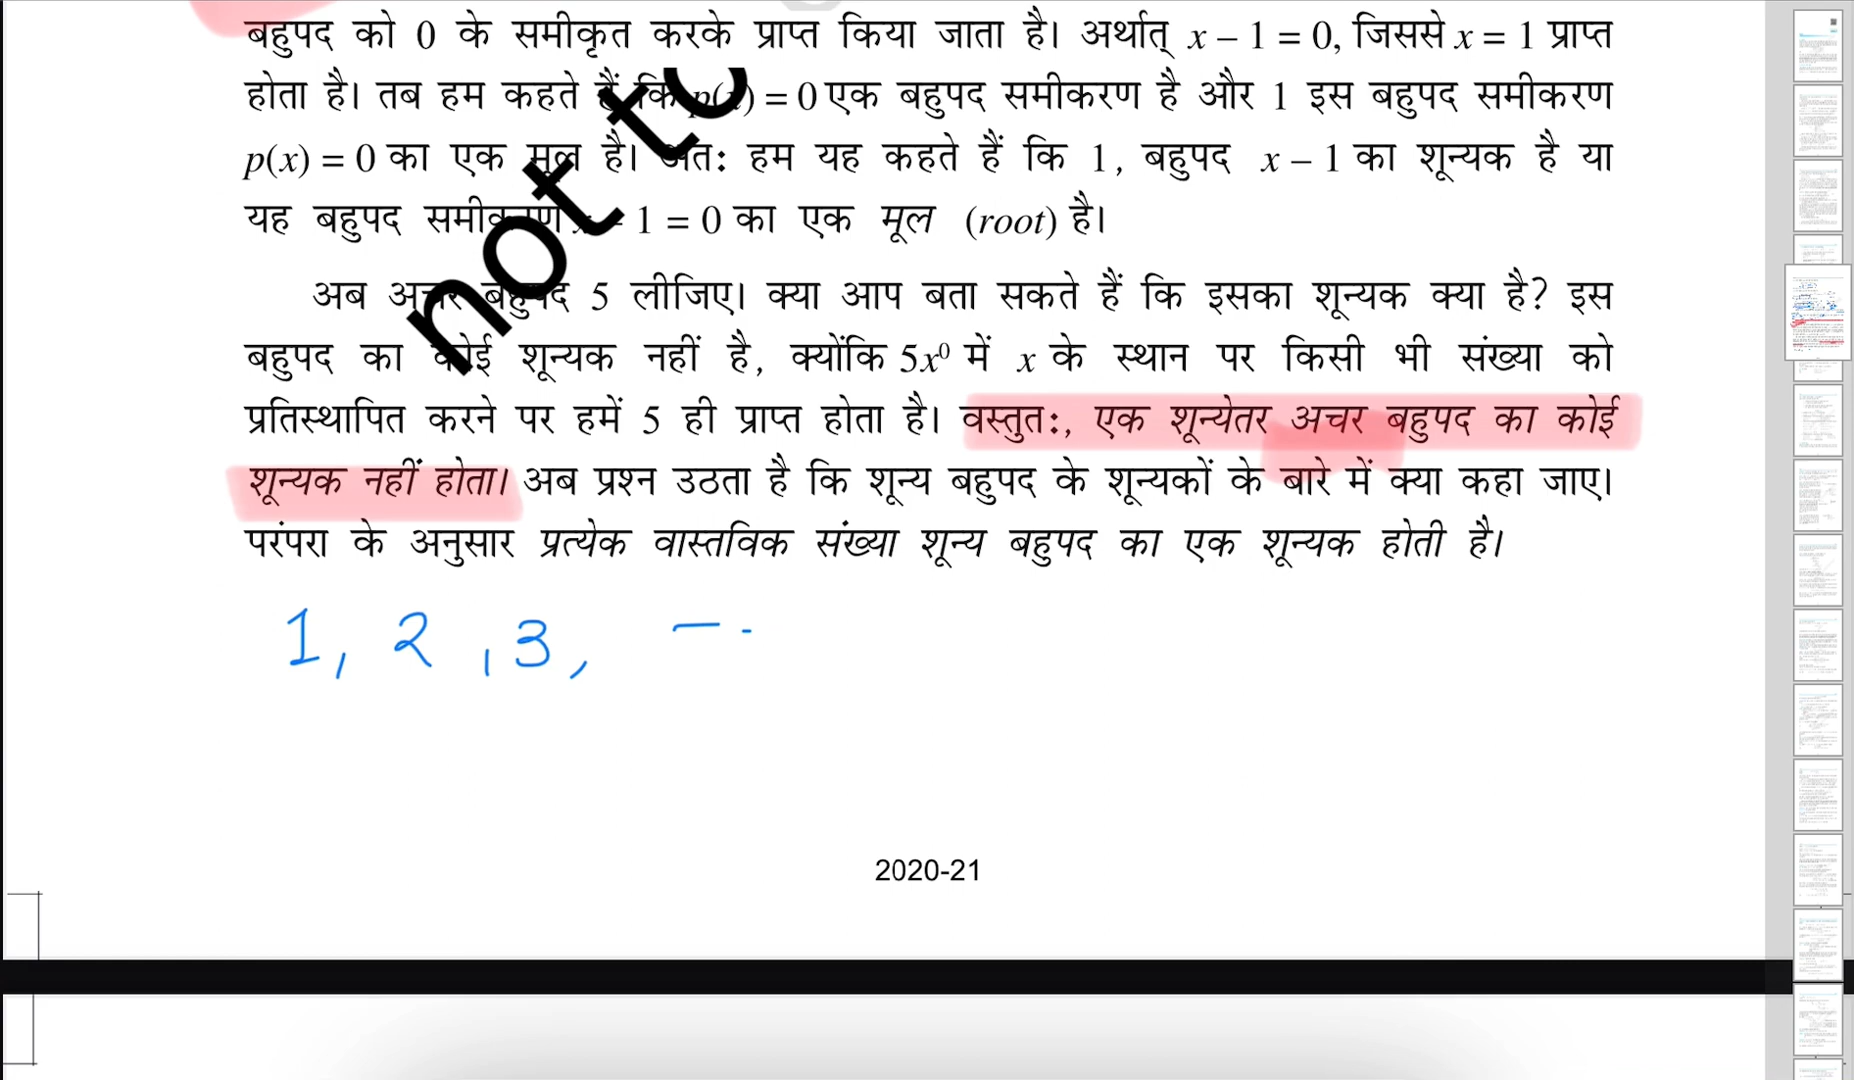 बहुपद को 0 के समीकृत करके प्राप्त किया जाता है। अर्थात् x – 1 = 0, जिससे x = 1 प्राप्त
होता है। तब हम कहते हैं कि p(x) = 0 एक बहुपद समीकरण है और 1 इस बहुपद समीकरण
p(x) = 0 का एक मूल है। अत: हम यह कहते हैं कि 1, बहुपद x – 1 का शून्यक है या
यह बहुपद समीकरण x – 1 = 0 का एक मूल (root) है।
not to
अब अचर बहुपद 5 लीजिए। क्या आप बता सकते हैं कि इसका शून्यक क्या है? इस
बहुपद का कोई शून्यक नहीं है, क्योंकि 5x⁰ में x के स्थान पर किसी भी संख्या को
प्रतिस्थापित करने पर हमें 5 ही प्राप्त होता है। वस्तुत:, एक शून्येतर अचर बहुपद का कोई
शून्यक नहीं होता। अब प्रश्न उठता है कि शून्य बहुपद के शून्यकों के बारे में क्या कहा जाए।
परंपरा के अनुसार प्रत्येक वास्तविक संख्या शून्य बहुपद का एक शून्यक होती है।
1, 2 , 3, – -
2020-21